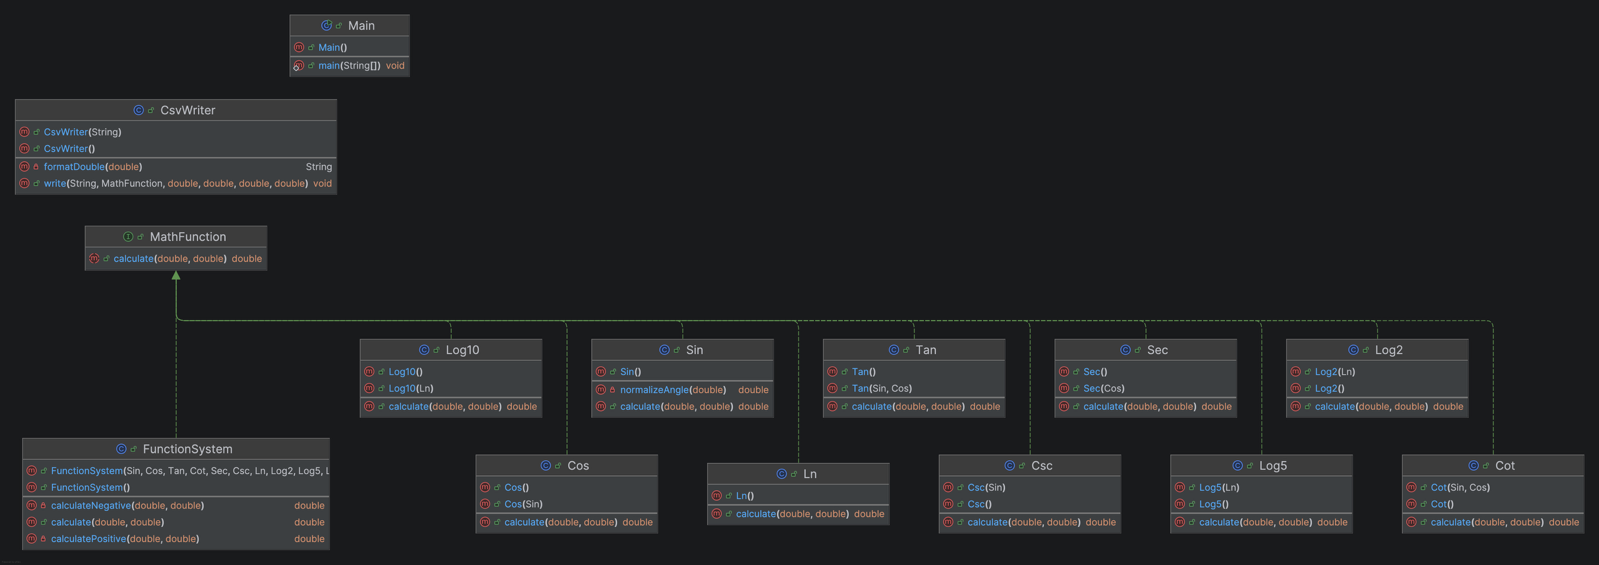 Main
Main()
main(String[]) void
CsvWriter
CsvWriter(String)
CsvWriter()
formatDouble(double) String
write(String, MathFunction, double, double, double, double) void
MathFunction
calculate(double, double) double
Log10
Log10()
Log10(Ln)
calculate(double, double) double
Sin
Sin()
normalizeAngle(double) double
calculate(double, double) double
Tan
Tan()
Tan(Sin, Cos)
calculate(double, double) double
Sec
Sec()
Sec(Cos)
calculate(double, double) double
Log2
Log2(Ln)
Log2()
calculate(double, double) double
FunctionSystem
FunctionSystem(Sin, Cos, Tan, Cot, Sec, Csc, Ln, Log2, Log5, L
FunctionSystem()
calculateNegative(double, double) double
calculate(double, double) double
calculatePositive(double, double) double
Cos
Cos()
Cos(Sin)
calculate(double, double) double
Ln
Ln()
calculate(double, double) double
Csc
Csc(Sin)
Csc()
calculate(double, double) double
Log5
Log5(Ln)
Log5()
calculate(double, double) double
Cot
Cot(Sin, Cos)
Cot()
calculate(double, double) double